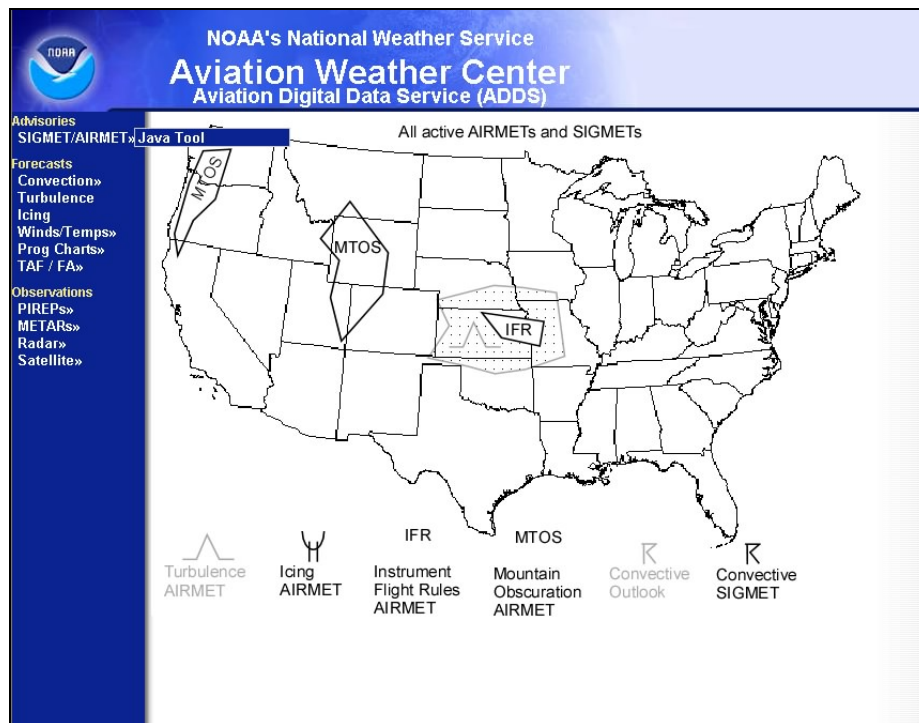 NOAA
NOAA's National Weather Service
Aviation Weather Center
Aviation Digital Data Service (ADDS)
Advisories
SIGMET/AIRMET»
Java Tool
Forecasts
Convection»
Turbulence
Icing
Winds/Temps»
Prog Charts»
TAF / FA»
Observations
PIREPs»
METARs»
Radar»
Satellite»
All active AIRMETs and SIGMETs
MTOS
MTOS
IFR
Turbulence
AIRMET
Icing
AIRMET
IFR
Instrument
Flight Rules
AIRMET
MTOS
Mountain
Obscuration
AIRMET
Convective
Outlook
Convective
SIGMET